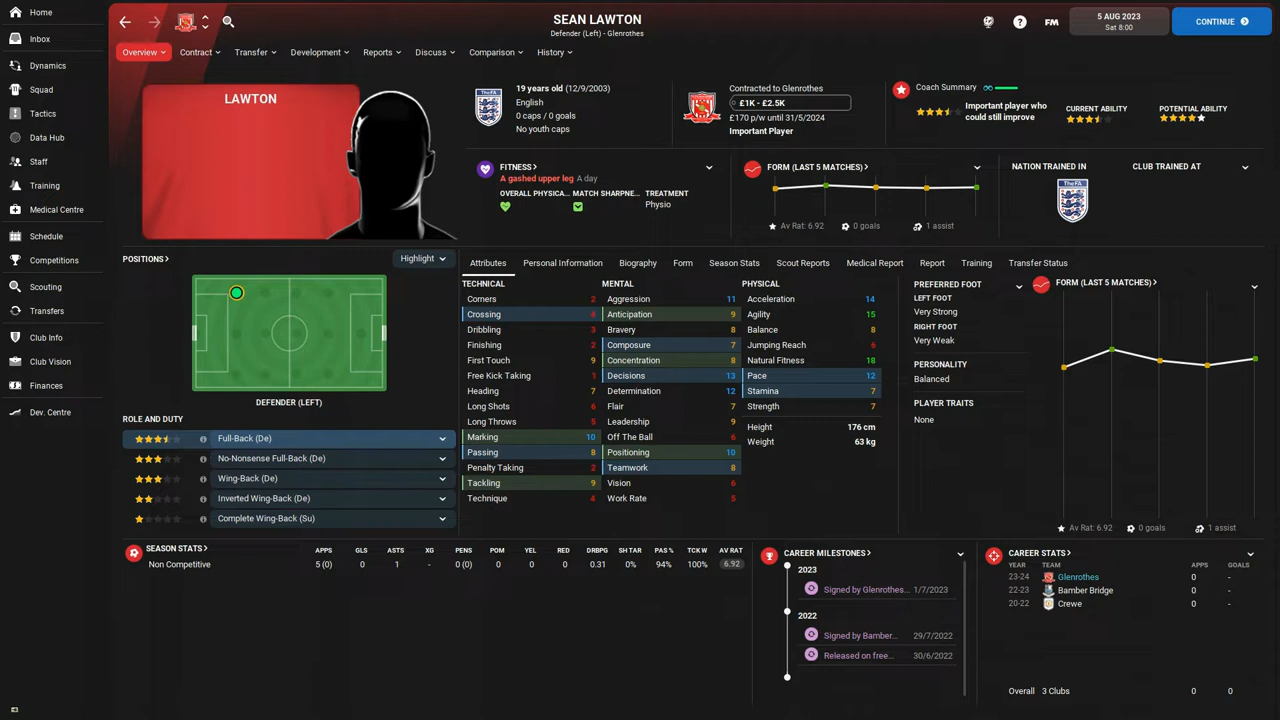 Home
Inbox
Dynamics
Squad
Tactics
Data Hub
Staff
Training
Medical Centre
Schedule
Competitions
Scouting
Transfers
Club Info
Club Vision
Finances
Dev. Centre
SEAN LAWTON
Defender (Left) - Glenrothes
?
FM
5 AUG 2023
Sat 8:00
CONTINUE
Overview
Contract
Transfer
Development
Reports
Discuss
Comparison
History
LAWTON
19 years old (12/9/2003)
English
0 caps / 0 goals
No youth caps
Contracted to Glenrothes
£1K - £2.5K
£170 p/w until 31/5/2024
Important Player
Coach Summary
Important player who
could still improve
CURRENT ABILITY
POTENTIAL ABILITY
FITNESS
A gashed upper leg A day
OVERALL PHYSICA... MATCH SHARPNE... TREATMENT
Physio
FORM (LAST 5 MATCHES)
Av Rat: 6.92 0 goals 1 assist
NATION TRAINED IN
CLUB TRAINED AT
POSITIONS
Highlight
DEFENDER (LEFT)
ROLE AND DUTY
Full-Back (De)
No-Nonsense Full-Back (De)
Wing-Back (De)
Inverted Wing-Back (De)
Complete Wing-Back (Su)
Attributes Personal Information Biography Form Season Stats Scout Reports Medical Report Report Training Transfer Status
TECHNICAL
Corners 2
Crossing 4
Dribbling 3
Finishing 2
First Touch 9
Free Kick Taking 1
Heading 7
Long Shots 6
Long Throws 5
Marking 10
Passing 8
Penalty Taking 2
Tackling 9
Technique 4
MENTAL
Aggression 11
Anticipation 9
Bravery 8
Composure 7
Concentration 8
Decisions 13
Determination 12
Flair 7
Leadership 9
Off The Ball 6
Positioning 10
Teamwork 8
Vision 6
Work Rate 5
PHYSICAL
Acceleration 14
Agility 15
Balance 8
Jumping Reach 6
Natural Fitness 18
Pace 12
Stamina 7
Strength 7
Height 176 cm
Weight 63 kg
PREFERRED FOOT
LEFT FOOT
Very Strong
RIGHT FOOT
Very Weak
PERSONALITY
Balanced
PLAYER TRAITS
None
FORM (LAST 5 MATCHES)
Av Rat: 6.92 0 goals 1 assist
SEASON STATS APPS GLS ASTS XG PENS POM YEL RED DRBPG SH TAR PAS % TCK W AV RAT
Non Competitive 5 (0) 0 1 - 0 (0) 0 0 0 0.31 0% 94% 100% 6.92
CAREER MILESTONES
2023
Signed by Glenrothes... 1/7/2023
2022
Signed by Bamber... 29/7/2022
Released on free... 30/6/2022
CAREER STATS
YEAR TEAM APPS GOALS
23-24 Glenrothes 0 -
22-23 Bamber Bridge 0 -
20-22 Crewe 0 -
Overall 3 Clubs 0 0